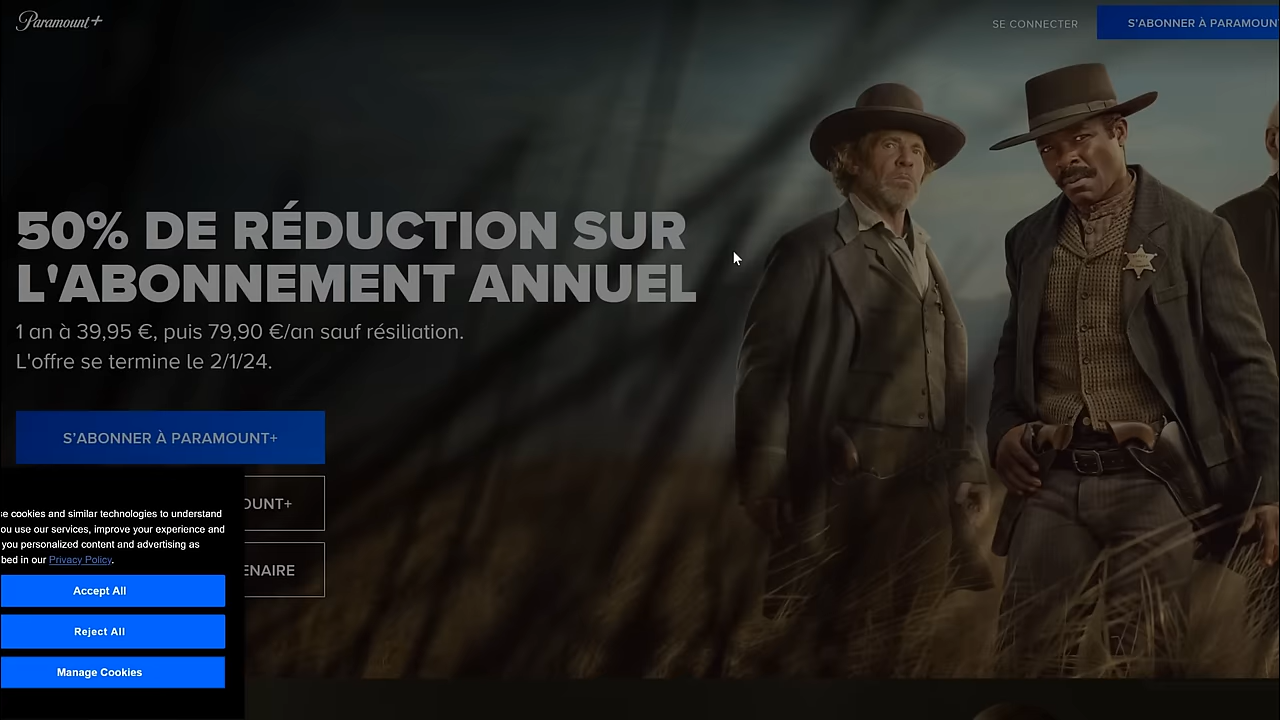 Paramount+
SE CONNECTER
S'ABONNER À PARAMOUN
50% DE RÉDUCTION SUR
L'ABONNEMENT ANNUEL
1 an à 39,95 €, puis 79,90 €/an sauf résiliation.
L'offre se termine le 2/1/24.
S'ABONNER À PARAMOUNT+
OUNT+
ENAIRE
e cookies and similar technologies to understand
ou use our services, improve your experience and
you personalized content and advertising as
bed in our Privacy Policy.
Accept All
Reject All
Manage Cookies